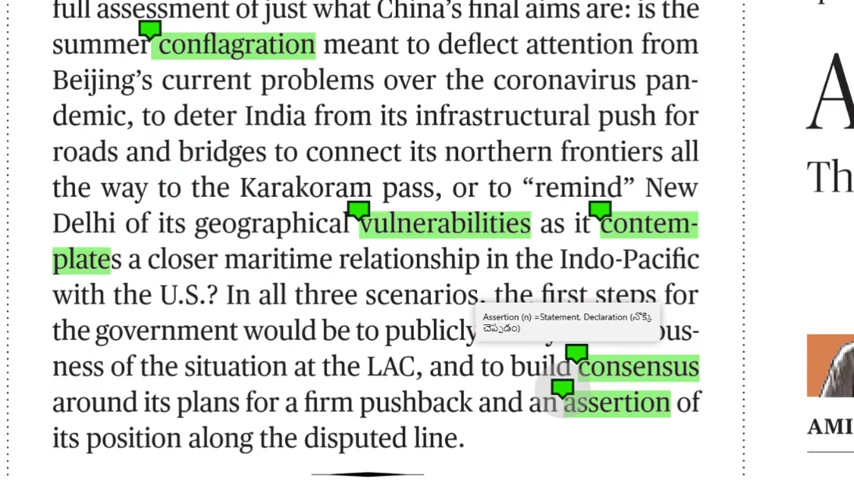 full assessment of just what China's final aims are: is the
summer conflagration meant to deflect attention from
Beijing's current problems over the coronavirus pan-
demic, to deter India from its infrastructural push for
roads and bridges to connect its northern frontiers all
the way to the Karakoram pass, or to “remind” New
Delhi of its geographical vulnerabilities as it contem-
plates a closer maritime relationship in the Indo-Pacific
with the U.S.? In all three scenarios, the first steps for
Assertion (n) =Statement, Declaration (నొక్కి
చెప్పడం)
the government would be to publicly ous-
ness of the situation at the LAC, and to build consensus
around its plans for a firm pushback and an assertion of
its position along the disputed line.
A
Th
AMI